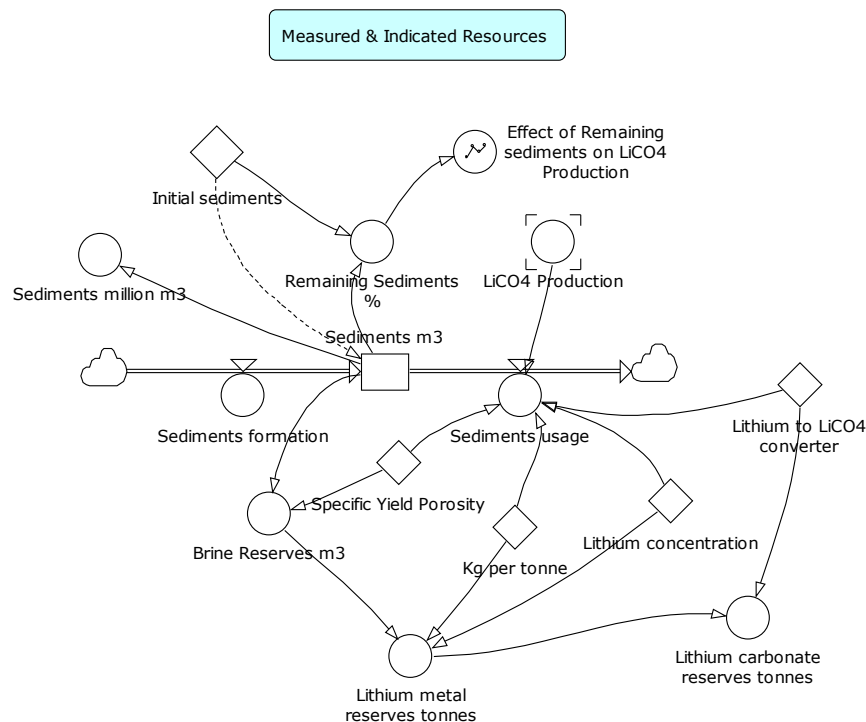 Measured & Indicated Resources
Effect of Remaining
sediments on LiCO4
Production
Initial sediments
Remaining Sediments
%
LiCO4 Production
Sediments million m3
Sediments m3
Sediments formation
Sediments usage
Lithium to LiCO4
converter
Specific Yield Porosity
Brine Reserves m3
Kg per tonne
Lithium concentration
Lithium carbonate
reserves tonnes
Lithium metal
reserves tonnes